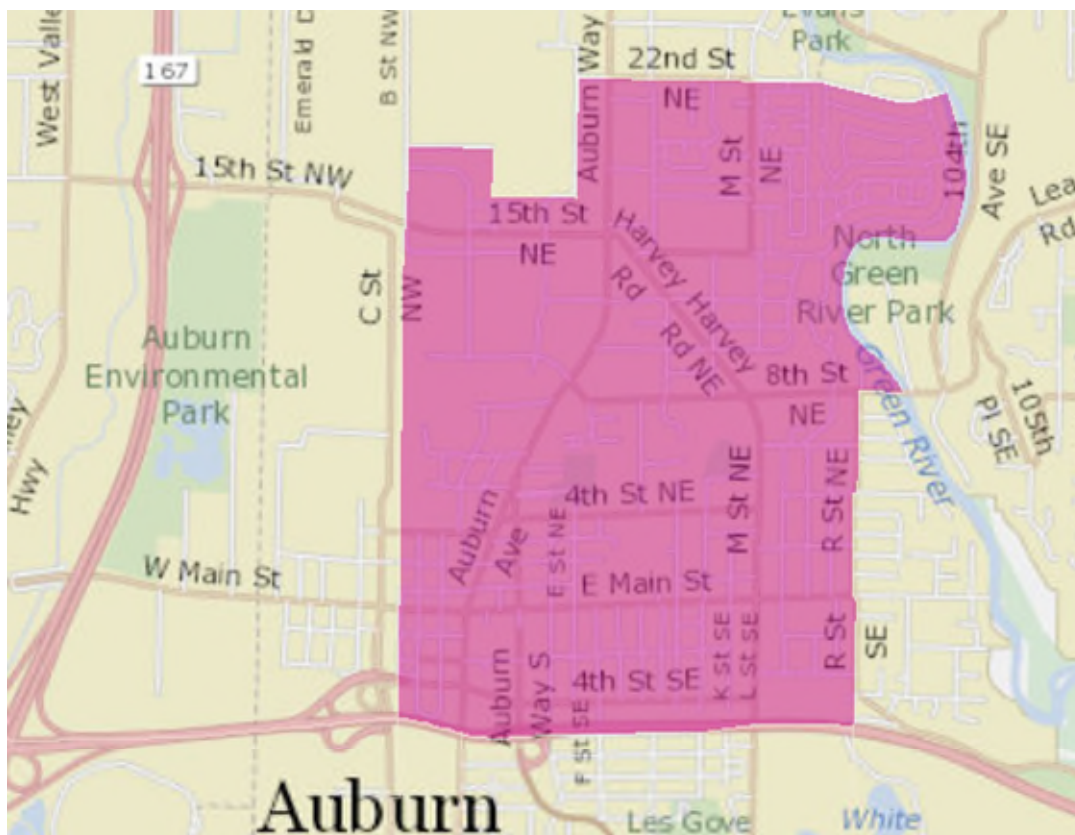 Evans
Park
West Valle
167
Emerald D
B St NW
Auburn Way
22nd St
NE
M St
NE
104th
Ave SE
Lea
Rd
15th St NW
15th St
NE
Harvey
Rd
Harvey
Rd NE
North
Green
River Park
C St
NW
Auburn
Environmental
Park
8th St
NE
Green River
105th
Pl SE
ney
Hwy
4th St NE
Auburn
Ave
E St NE
M St NE
R St NE
W Main St
E Main St
K St SE
L St SE
R St
SE
Auburn
Way S
4th St SE
F St SE
Auburn
Les Gove
White